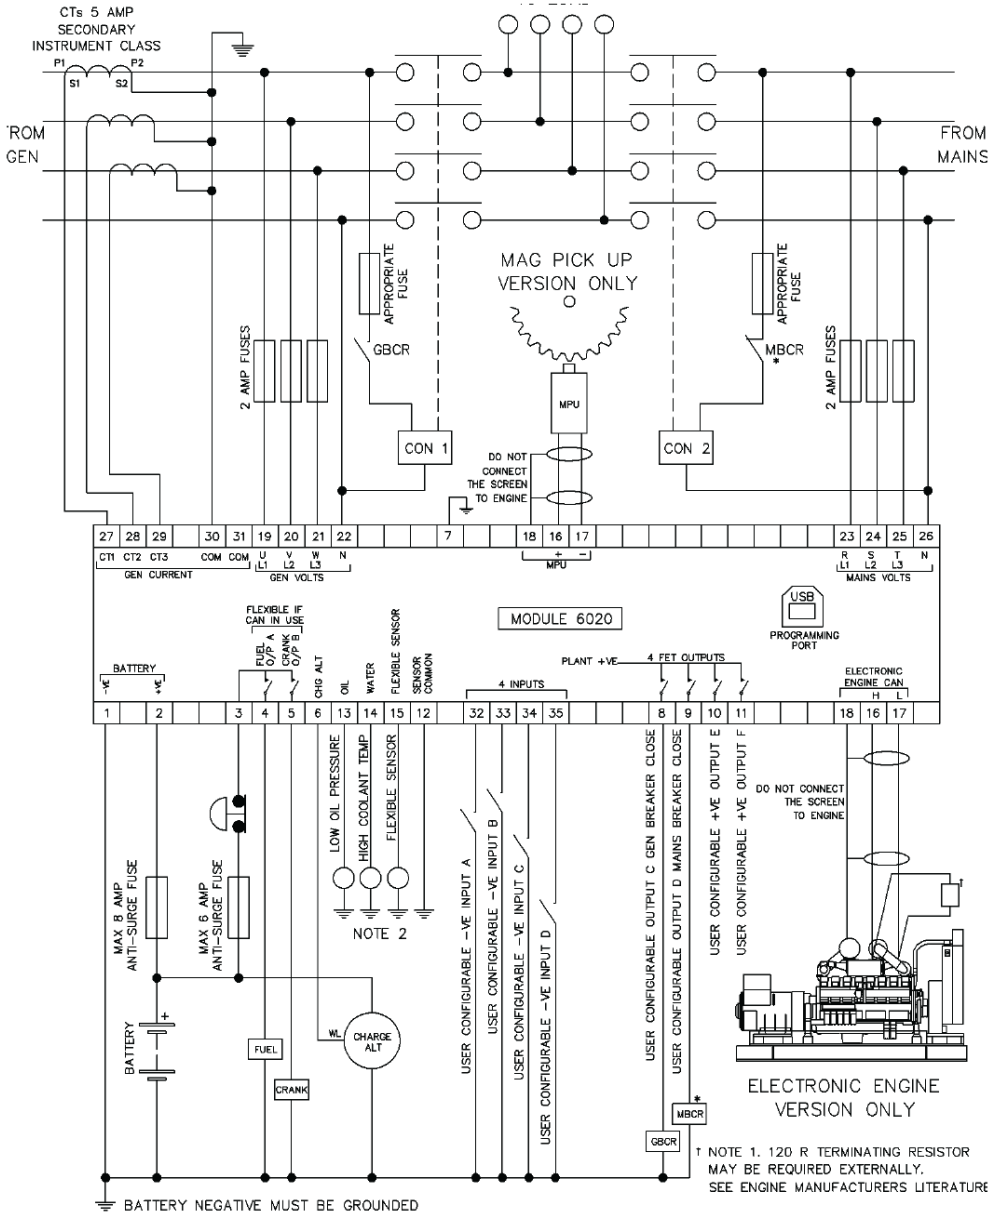 CTs 5 AMP
SECONDARY
INSTRUMENT CLASS
P1 P2
S1 S2
ROM
GEN
FROM
MAINS
MAG PICK UP
VERSION ONLY
APPROPRIATE
FUSE
APPROPRIATE
FUSE
GBCR
MBCR
*
2 AMP FUSES
2 AMP FUSES
MPU
CON 1
CON 2
DO NOT
CONNECT
THE SCREEN
TO ENGINE
27 28 29 30 31 19 20 21 22 7 18 16 17 23 24 25 26
CT1 CT2 CT3 COM COM U V W N + − R S T N
L1 L2 L3 L1 L2 L3
GEN CURRENT GEN VOLTS MPU MAINS VOLTS
FLEXIBLE IF
CAN IN USE
MODULE 6020
USB
PROGRAMMING
PORT
BATTERY
-VE
+VE
FUEL
O/P A
CRANK
O/P B
CHG ALT
OIL
WATER
FLEXIBLE SENSOR
SENSOR
COMMON
4 INPUTS
PLANT +VE
4 FET OUTPUTS
ELECTRONIC
ENGINE CAN
H L
1 2 3 4 5 6 13 14 15 12 32 33 34 35 8 9 10 11 18 16 17
LOW OIL PRESSURE
HIGH COOLANT TEMP
FLEXIBLE SENSOR
USER CONFIGURABLE -VE INPUT A
USER CONFIGURABLE -VE INPUT B
USER CONFIGURABLE -VE INPUT C
USER CONFIGURABLE -VE INPUT D
USER CONFIGURABLE OUTPUT C GEN BREAKER CLOSE
USER CONFIGURABLE OUTPUT D MAINS BREAKER CLOSE
USER CONFIGURABLE +VE OUTPUT E
USER CONFIGURABLE +VE OUTPUT F
DO NOT CONNECT
THE SCREEN
TO ENGINE
MAX 8 AMP
ANTI-SURGE FUSE
MAX 6 AMP
ANTI-SURGE FUSE
NOTE 2
†
BATTERY
+
FUEL
CRANK
WL
CHARGE
ALT
MBCR
*
GBCR
ELECTRONIC ENGINE
VERSION ONLY
† NOTE 1. 120 R TERMINATING RESISTOR
MAY BE REQUIRED EXTERNALLY.
SEE ENGINE MANUFACTURERS LITERATURE
BATTERY NEGATIVE MUST BE GROUNDED